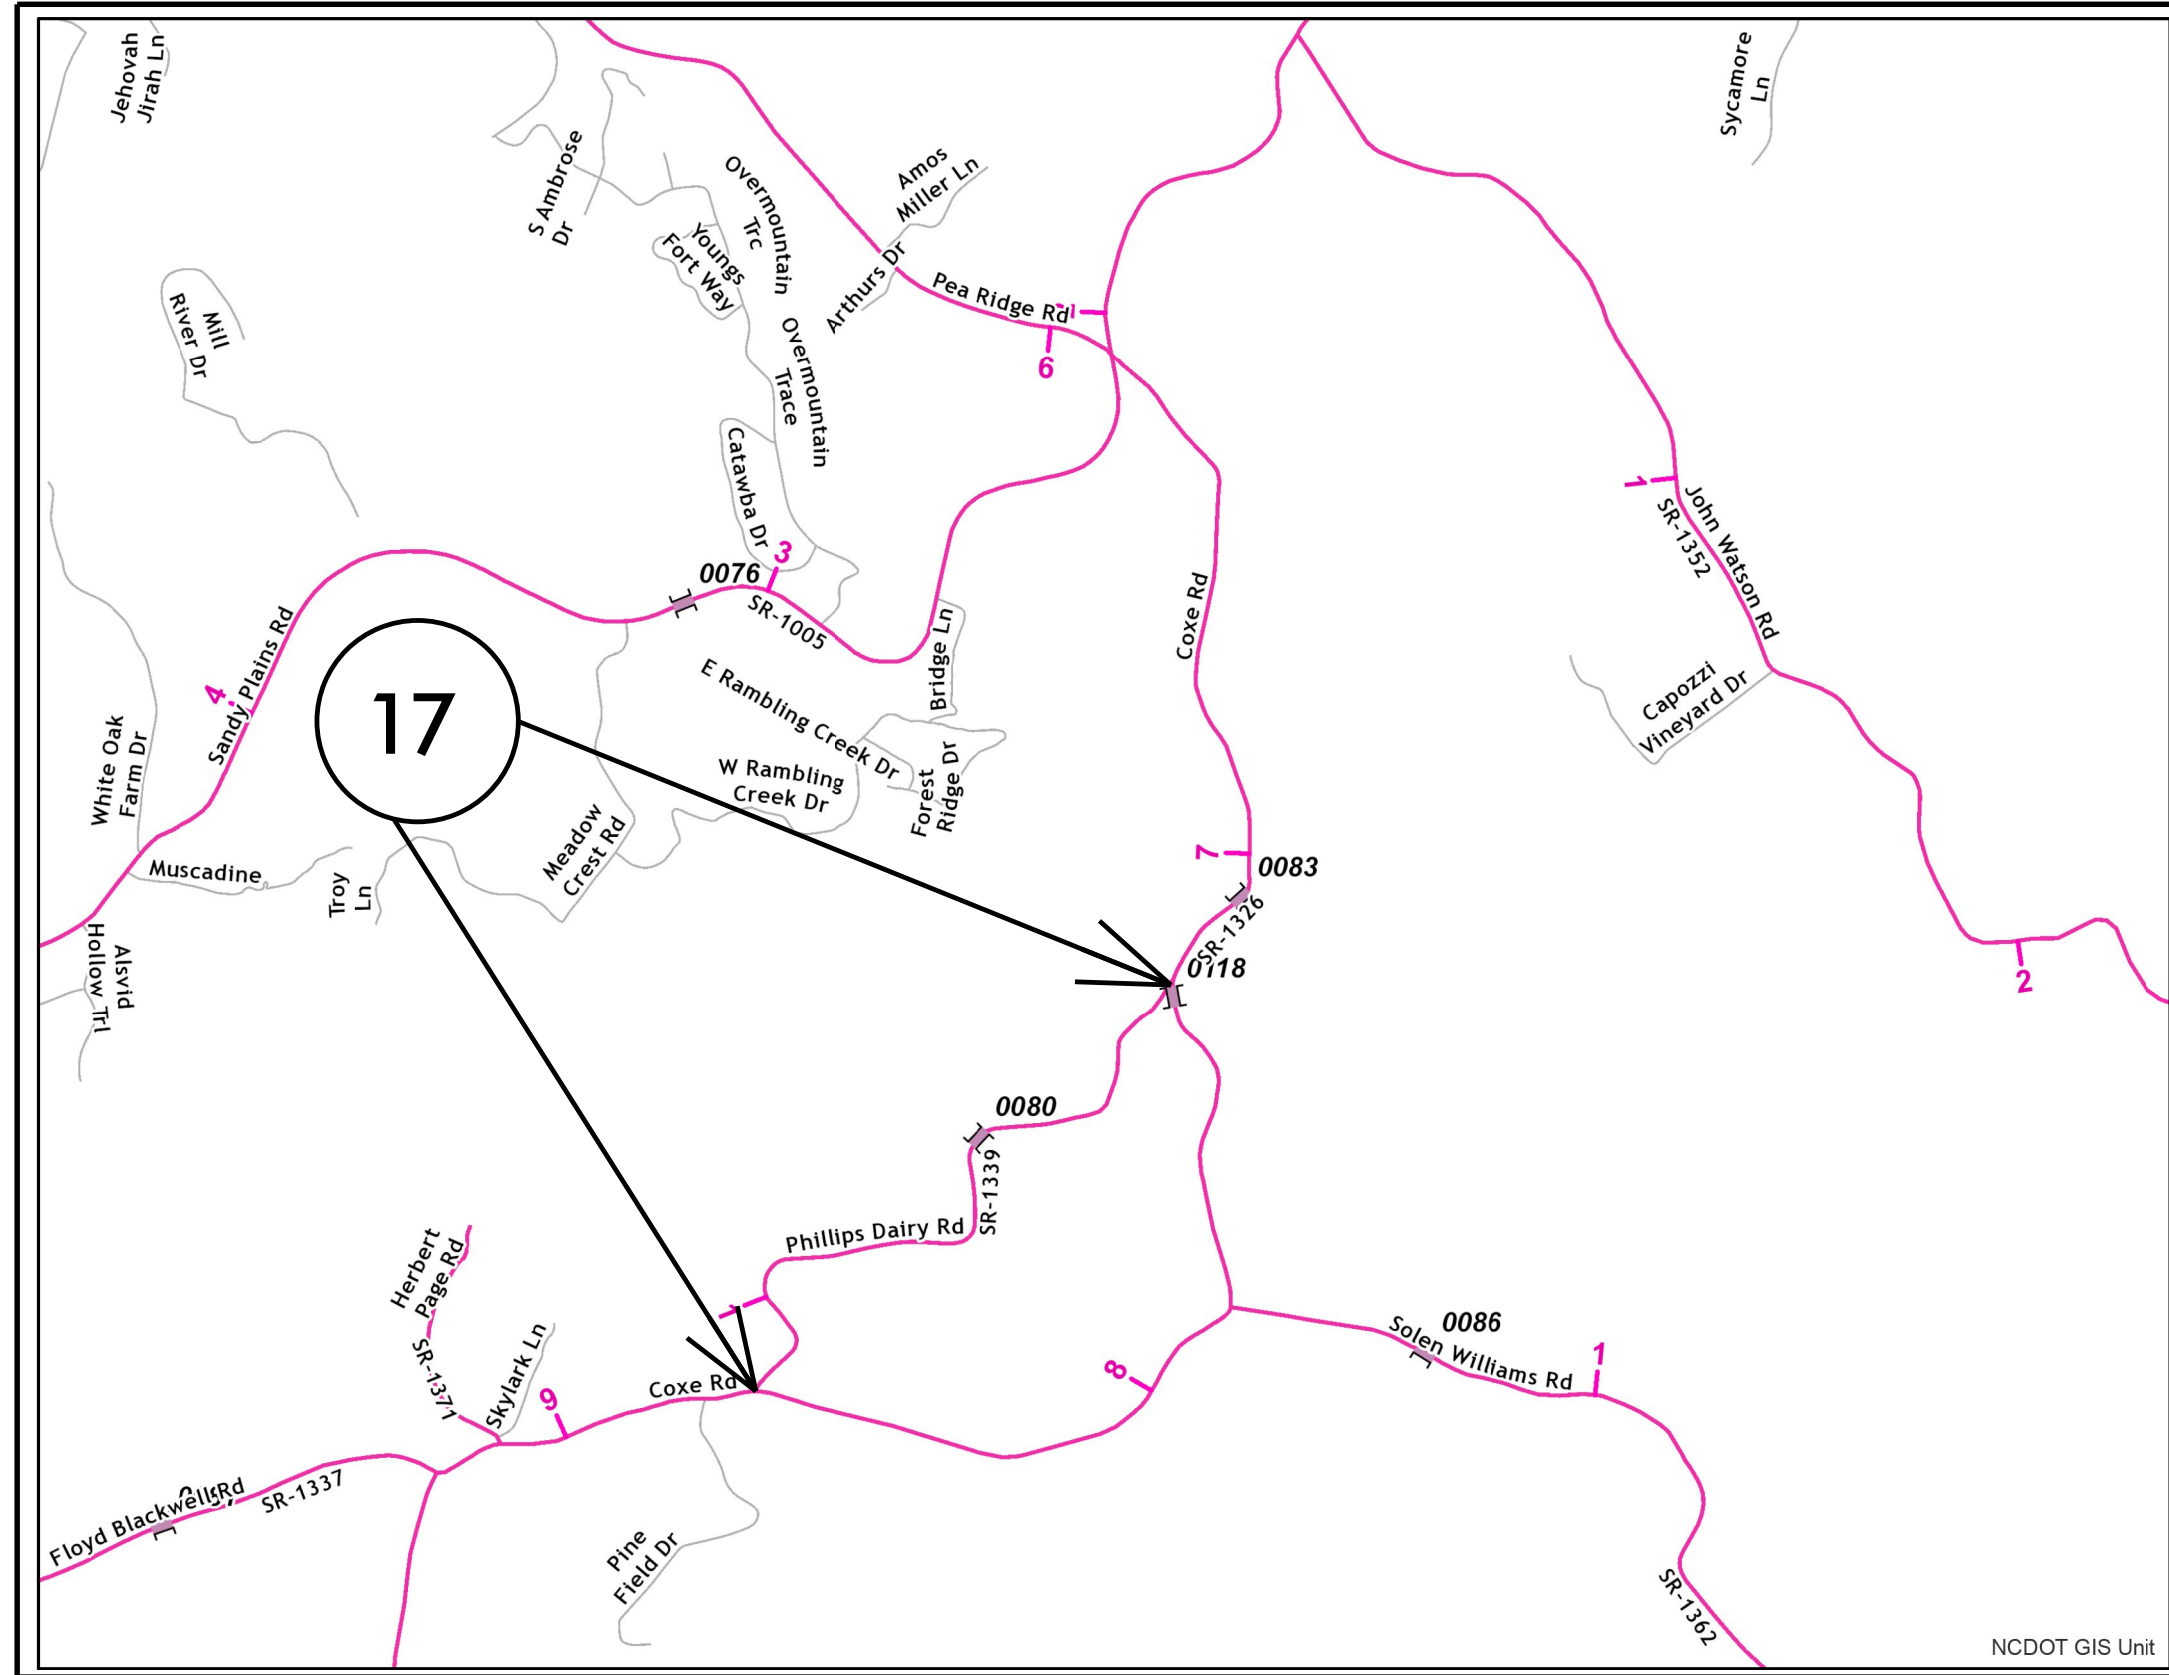 Jehovah
Jirah Ln
Sycamore
Ln
S Ambrose
Dr
Overmountain
Trc
Amos
Miller Ln
Youngs
Fort Way
Arthurs Dr
Pea Ridge Rd
6
Mill
River Dr
Overmountain
Trace
Catawba Dr
1
John Watson Rd
SR-1352
3
0076
SR-1005
Coxe Rd
Sandy Plains Rd
4
17
Bridge Ln
E Rambling Creek Dr
W Rambling
Creek Dr
Forest
Ridge Dr
Capozzi
Vineyard Dr
White Oak
Farm Dr
Meadow
Crest Rd
Muscadine
Troy
Ln
7
0083
SR-1326
0118
Alsvid
Hollow Trl
2
0080
SR-1339
Phillips Dairy Rd
Herbert
Page Rd
SR-1371
Skylark Ln
1
0086
Solen Williams Rd
1
8
Coxe Rd
9
Floyd Blackwell Rd
SR-1337
Pine
Field Dr
SR-1362
NCDOT GIS Unit